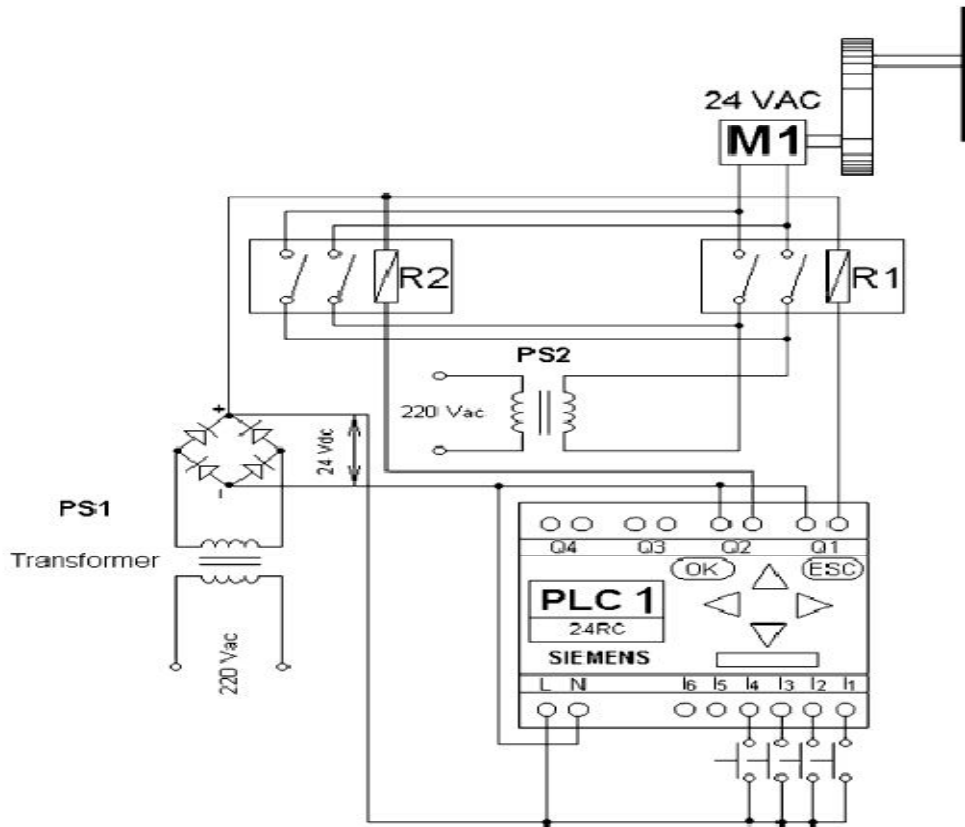 24 VAC
M1
R2
R1
PS2
220 Vac
+
24 Vdc
-
PS1
Transformer
220 Vac
Q4 Q3 Q2 Q1
OK ESC
PLC 1
24RC
SIEMENS
L N I6 I5 I4 I3 I2 I1